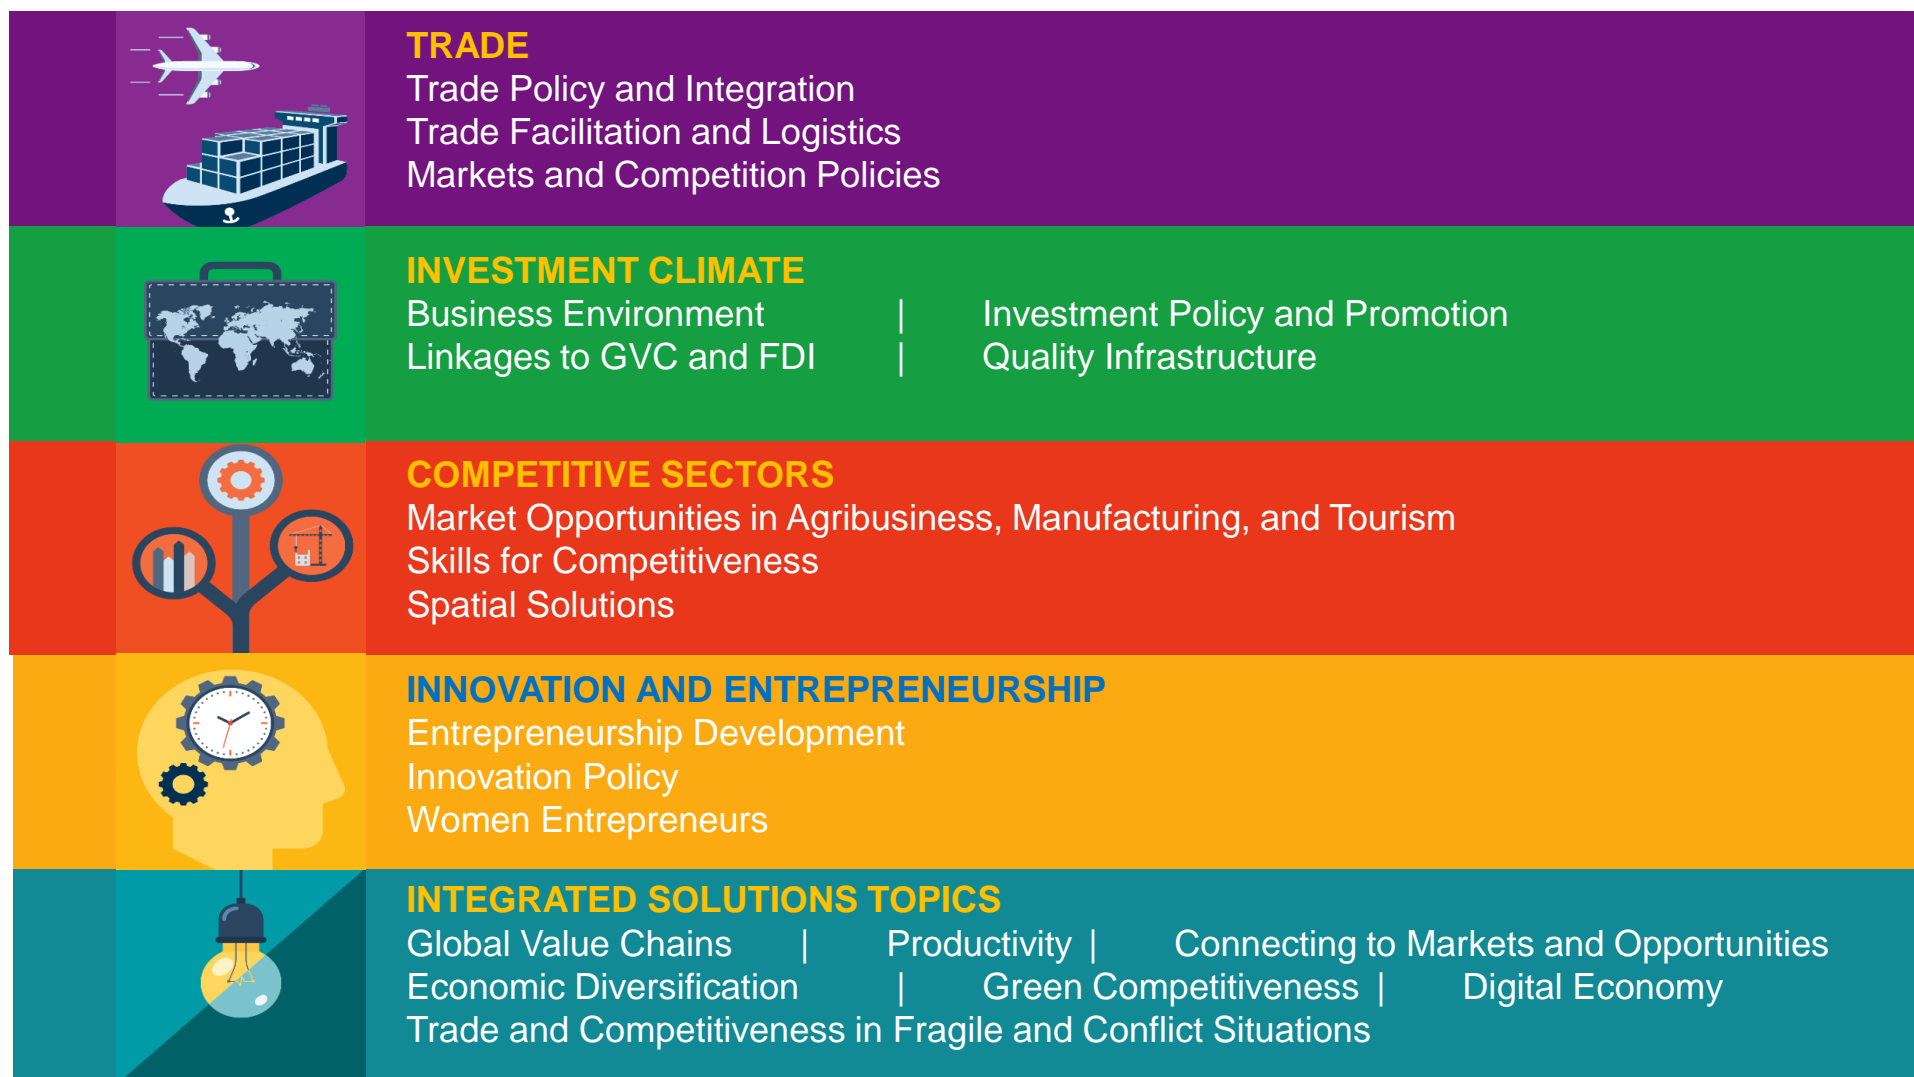 TRADE
Trade Policy and Integration
Trade Facilitation and Logistics
Markets and Competition Policies
INVESTMENT CLIMATE
Business Environment | Investment Policy and Promotion
Linkages to GVC and FDI | Quality Infrastructure
COMPETITIVE SECTORS
Market Opportunities in Agribusiness, Manufacturing, and Tourism
Skills for Competitiveness
Spatial Solutions
INNOVATION AND ENTREPRENEURSHIP
Entrepreneurship Development
Innovation Policy
Women Entrepreneurs
INTEGRATED SOLUTIONS TOPICS
Global Value Chains | Productivity | Connecting to Markets and Opportunities
Economic Diversification | Green Competitiveness | Digital Economy
Trade and Competitiveness in Fragile and Conflict Situations